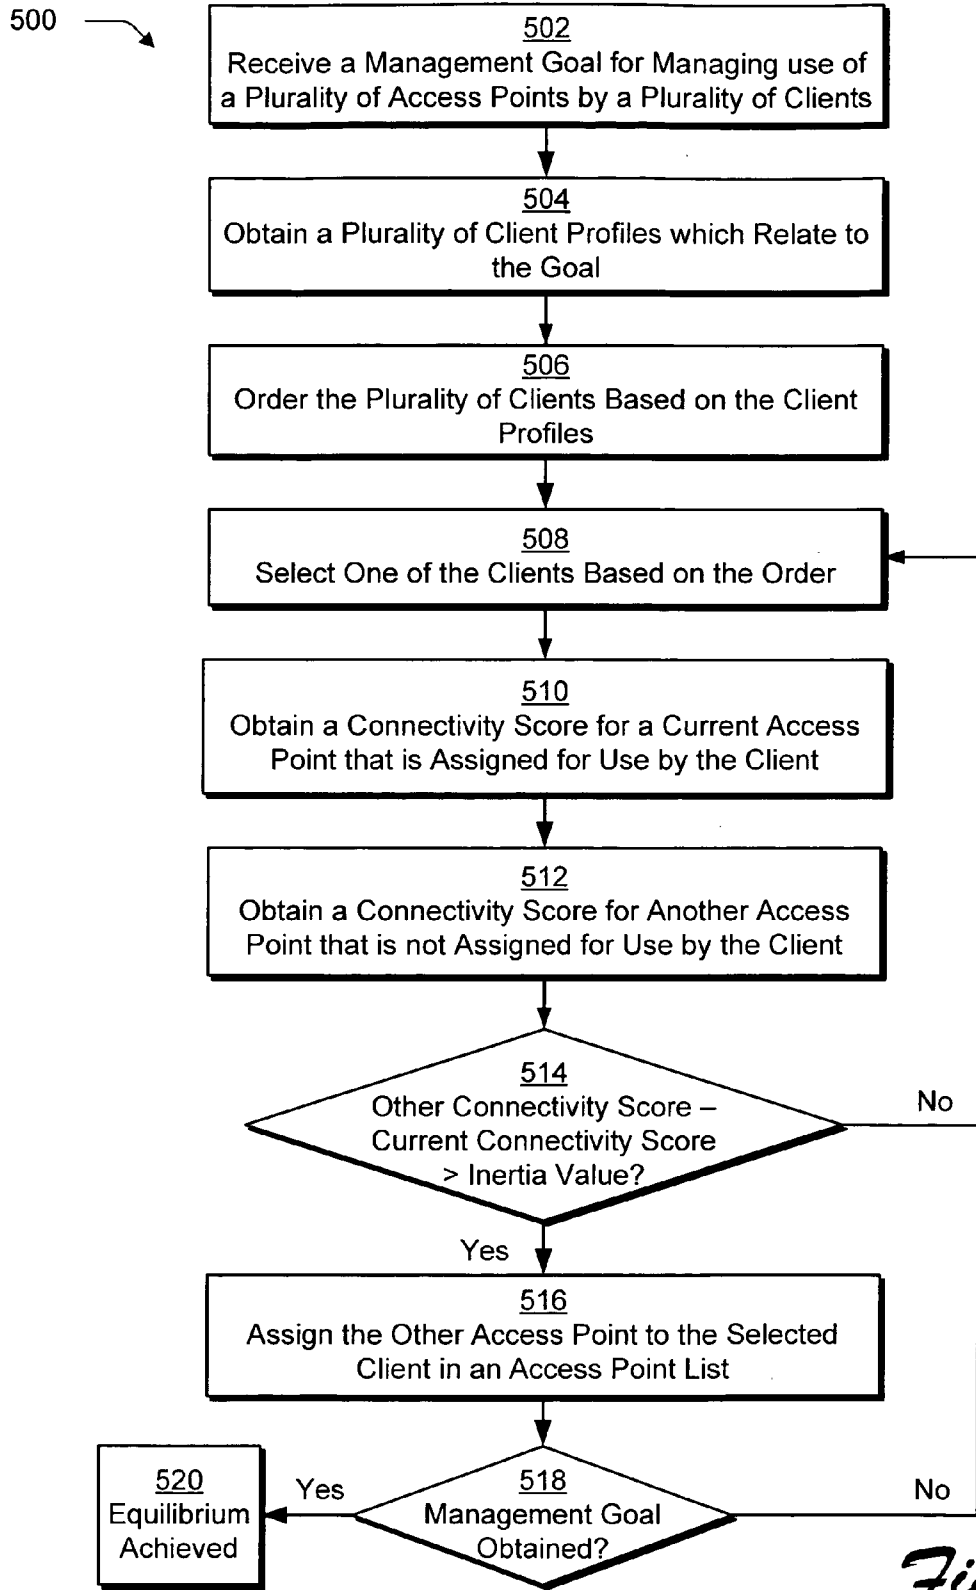 500
502
Receive a Management Goal for Managing use of
a Plurality of Access Points by a Plurality of Clients
504
Obtain a Plurality of Client Profiles which Relate to
the Goal
506
Order the Plurality of Clients Based on the Client
Profiles
508
Select One of the Clients Based on the Order
510
Obtain a Connectivity Score for a Current Access
Point that is Assigned for Use by the Client
512
Obtain a Connectivity Score for Another Access
Point that is not Assigned for Use by the Client
514
Other Connectivity Score –
Current Connectivity Score
> Inertia Value?
No
Yes
516
Assign the Other Access Point to the Selected
Client in an Access Point List
518
Management Goal
Obtained?
No
Yes
520
Equilibrium
Achieved